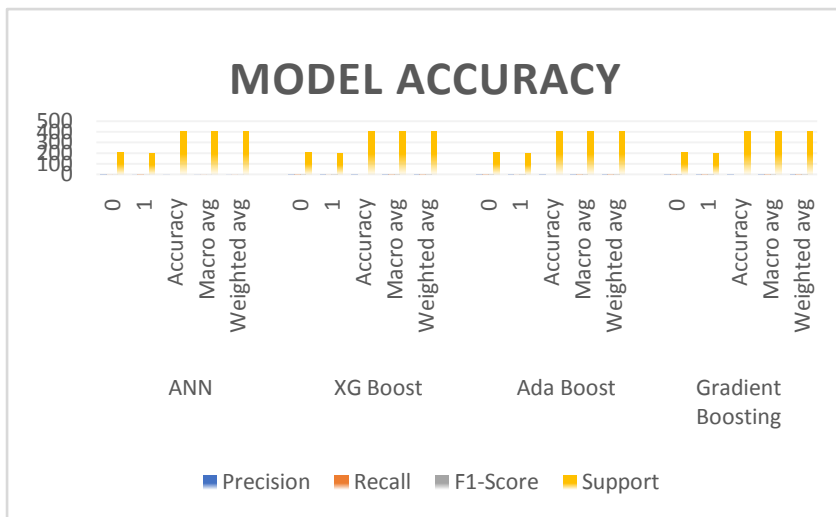 MODEL ACCURACY
500
400
300
200
100
0
0
1
Accuracy
Macro avg
Weighted avg
0
1
Accuracy
Macro avg
Weighted avg
0
1
Accuracy
Macro avg
Weighted avg
0
1
Accuracy
Macro avg
Weighted avg
ANN XG Boost Ada Boost Gradient
Boosting
Precision Recall F1-Score Support